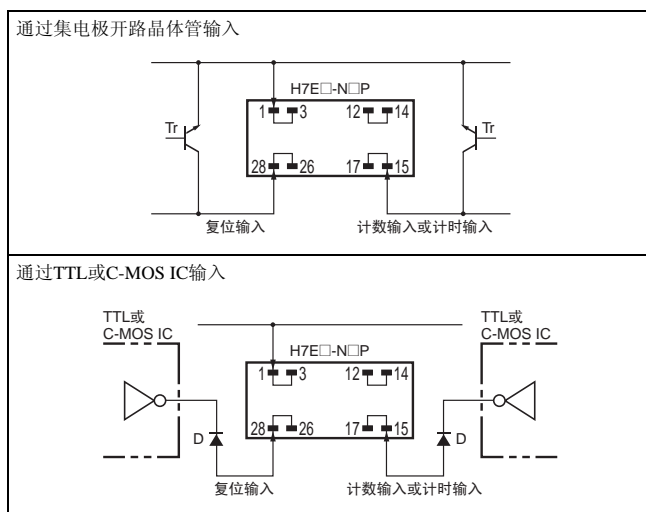 通过集电极开路晶体管输入
H7E□-N□P
1 3 12 14
Tr Tr
28 26 17 15
复位输入 计数输入或计时输入
通过TTL或C-MOS IC输入
TTL或 TTL或
C-MOS IC C-MOS IC
H7E□-N□P
1 3 12 14
D 28 26 17 15 D
复位输入 计数输入或计时输入